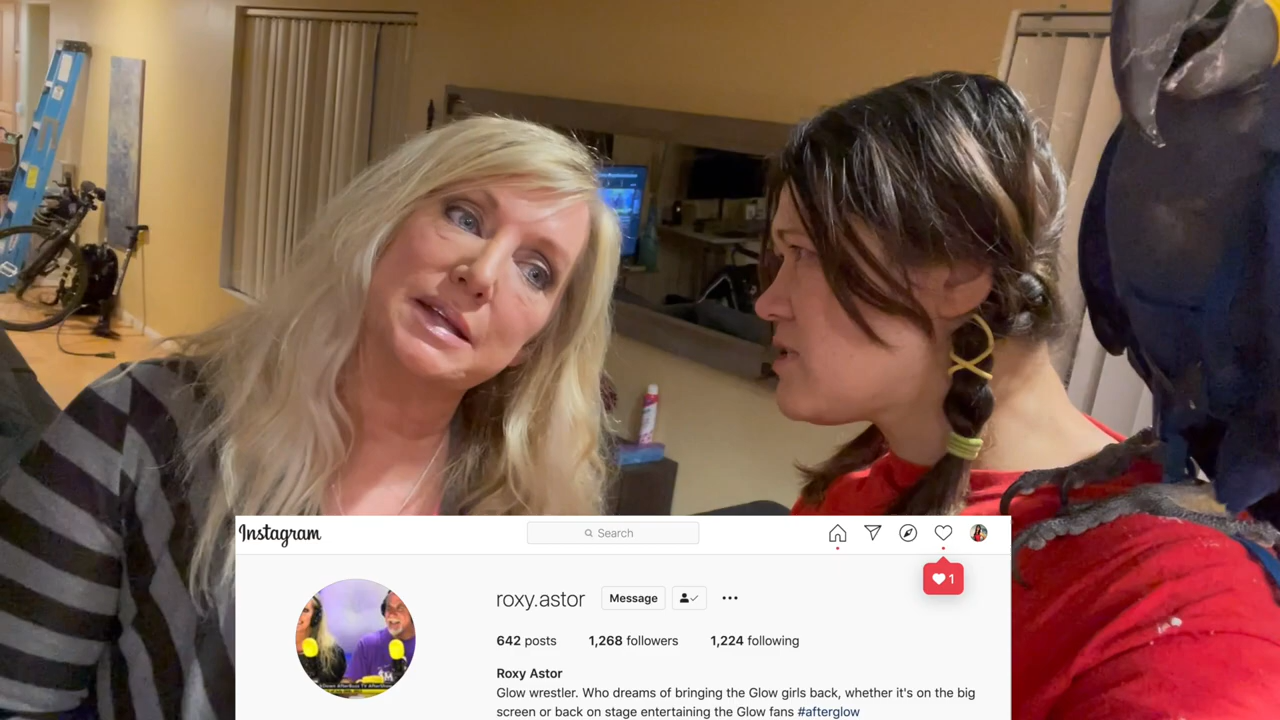 Instagram
Search
1
roxy.astor Message
642 posts 1,268 followers 1,224 following
Roxy Astor
Glow wrestler. Who dreams of bringing the Glow girls back, whether it's on the big
screen or back on stage entertaining the Glow fans #afterglow